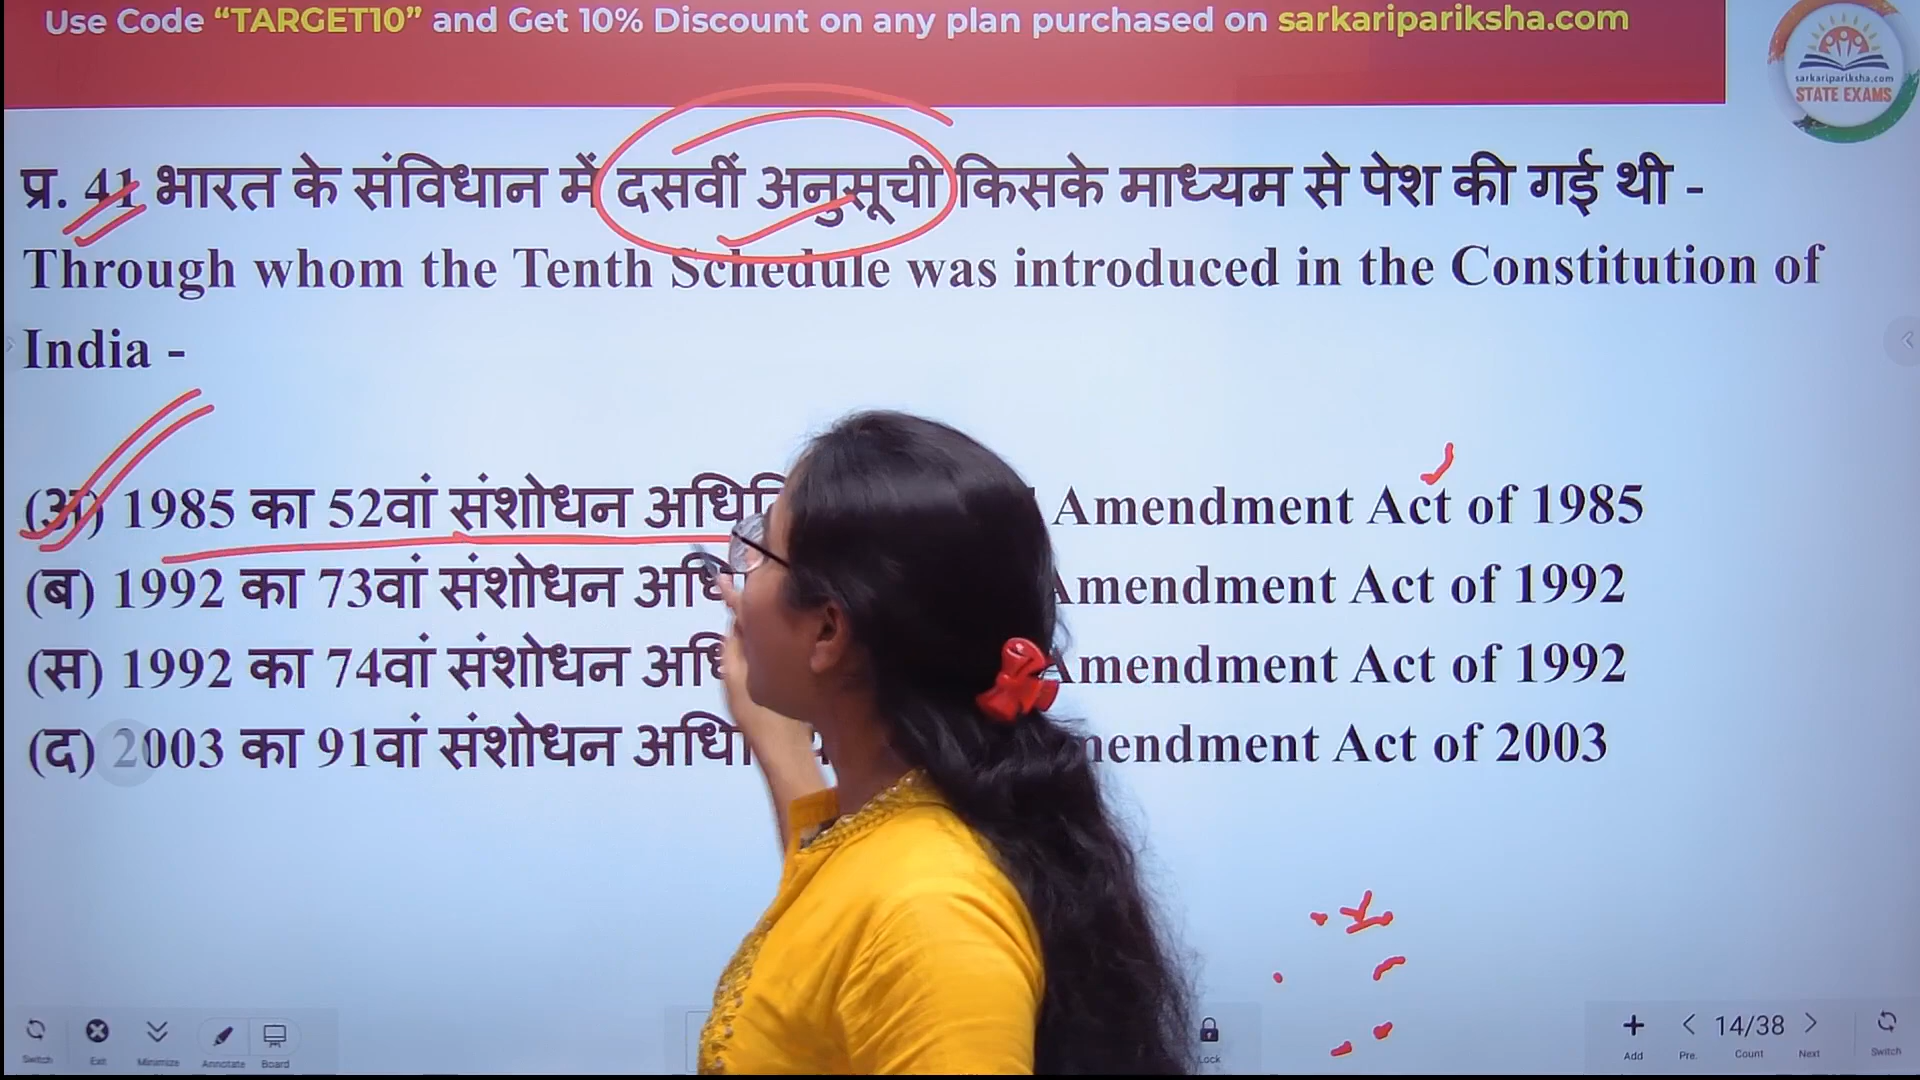 Use Code “TARGET10” and Get 10% Discount on any plan purchased on sarkaripariksha.com
sarkaripariksha.com
STATE EXAMS
प्र. 41 भारत के संविधान में दसवीं अनुसूची किसके माध्यम से पेश की गई थी -
Through whom the Tenth Schedule was introduced in the Constitution of
India -
(अ) 1985 का 52वां संशोधन Amendment Act of 1985
(ब) 1992 का 73वां संशोधन Amendment Act of 1992
(स) 1992 का 74वां संशोधन Amendment Act of 1992
(द) 2003 का 91वां संशोधन Act of 2003
Switch Exit Minimize Annotate Board Lock Add Pre. 14/38 Count Next Switch